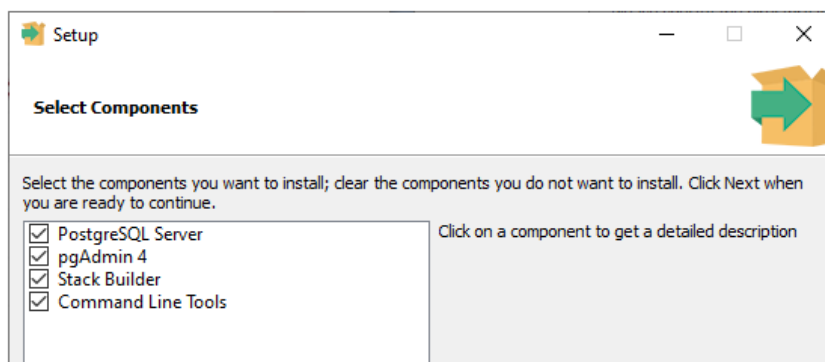 Setup
Select Components
Select the components you want to install; clear the components you do not want to install. Click Next when
you are ready to continue.
PostgreSQL Server
Click on a component to get a detailed description
pgAdmin 4
Stack Builder
Command Line Tools